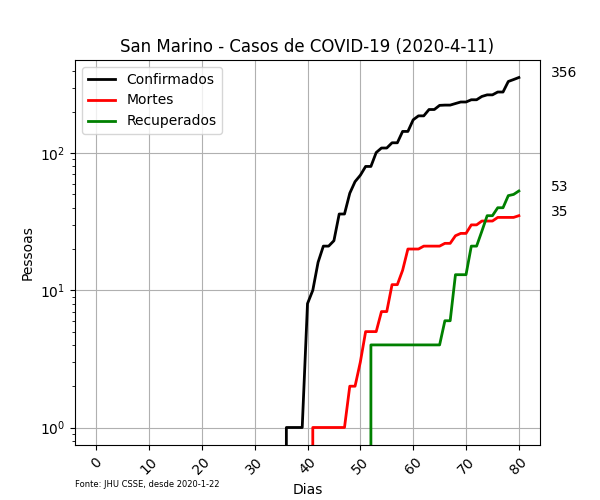 San Marino - Casos de COVID-19 (2020-4-11)
Confirmados
Mortes
Recuperados
356
53
35
10²
10¹
10⁰
Pessoas
0 10 20 30 40 50 60 70 80
Dias
Fonte: JHU CSSE, desde 2020-1-22